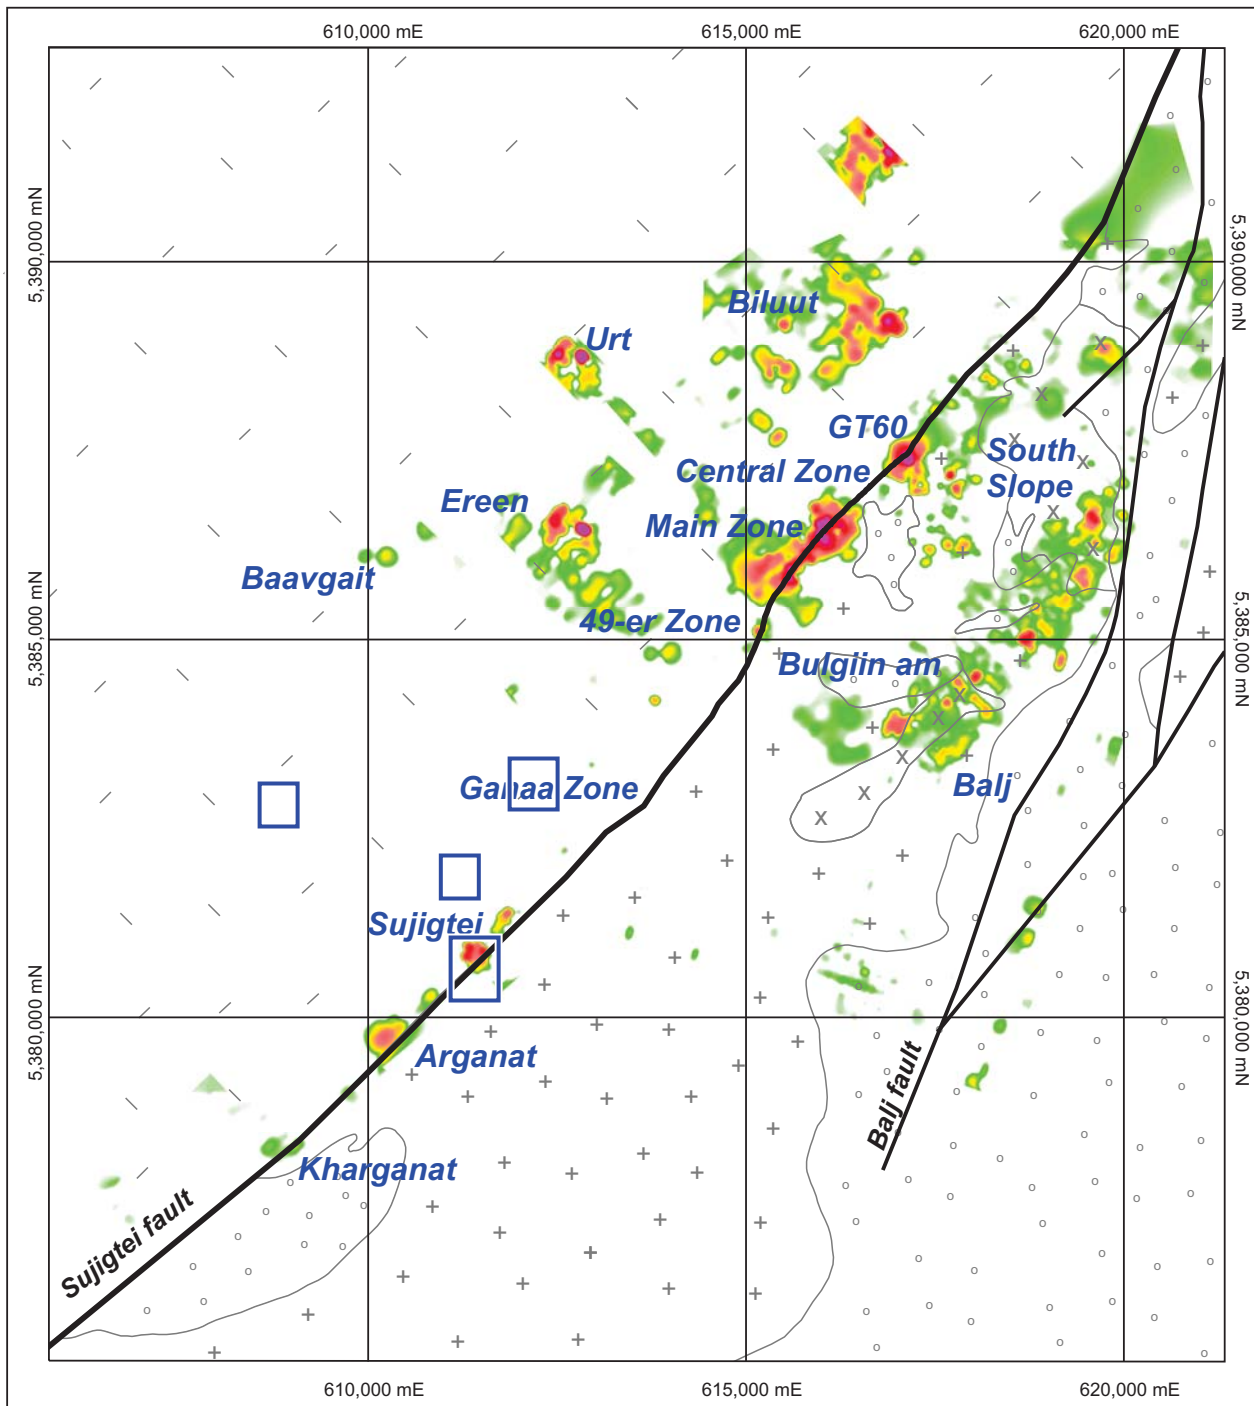 610,000 mE
615,000 mE
620,000 mE
5,390,000 mN
5,390,000 mN
Biluut
Urt
GT60
South
Slope
Central Zone
Ereen
Main Zone
Baavgait
49-er Zone
5,385,000 mN
5,385,000 mN
Bulgiin am
Ganaa Zone
Balj
Sujigtei
5,380,000 mN
5,380,000 mN
Arganat
Balj fault
Kharganat
Sujigtei fault
610,000 mE
615,000 mE
620,000 mE